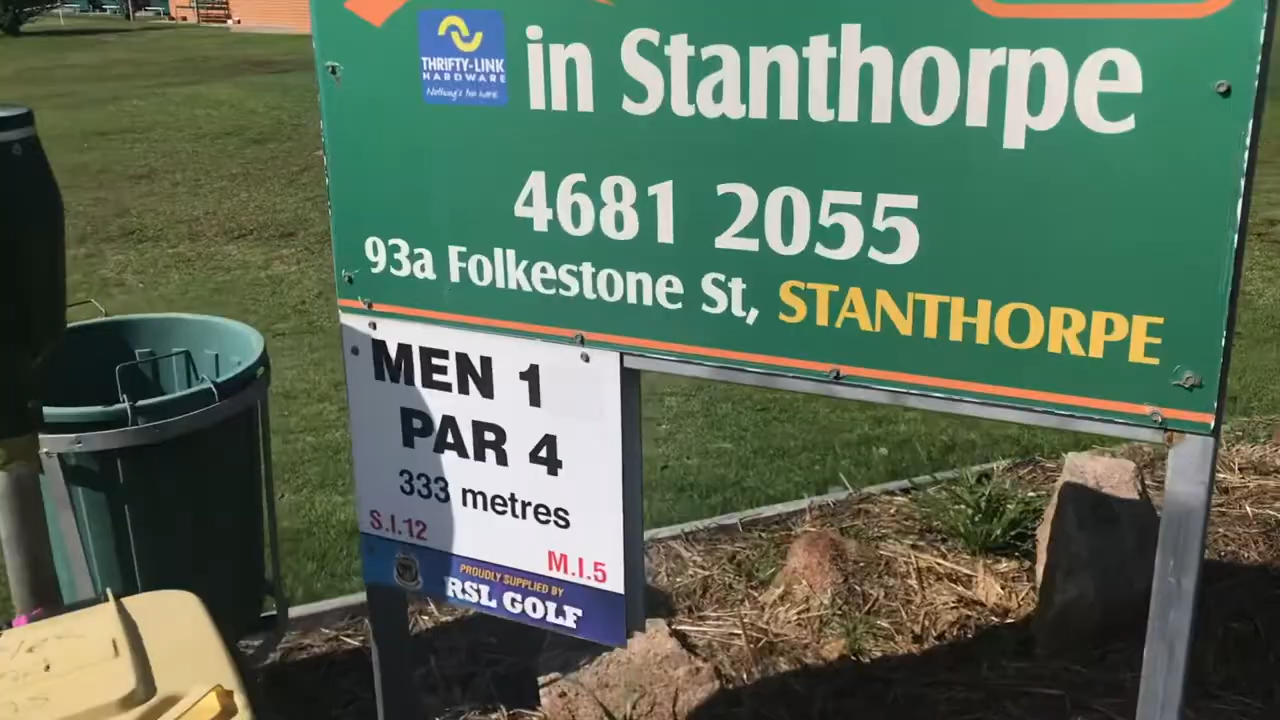 THRIFTY-LINK
HARDWARE
Nothing's too hard.
in Stanthorpe
4681 2055
93a Folkestone St, STANTHORPE
MEN 1
PAR 4
333 metres
S.I.12
M.I.5
PROUDLY SUPPLIED BY
RSL GOLF